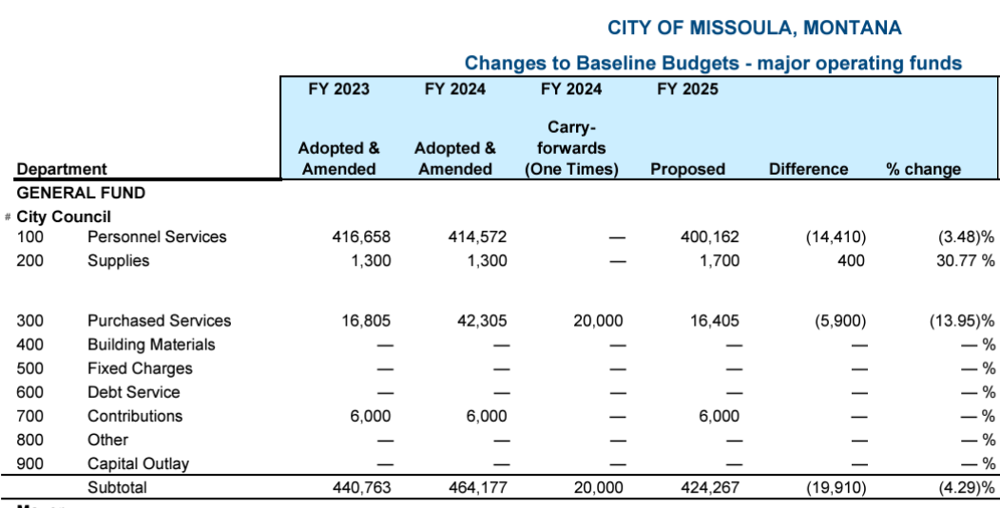 CITY OF MISSOULA, MONTANA
Changes to Baseline Budgets - major operating funds
FY 2023 FY 2024 FY 2024 FY 2025
Carry-
Adopted & Adopted & forwards
Department Amended Amended (One Times) Proposed Difference % change
GENERAL FUND
# City Council
100 Personnel Services 416,658 414,572 — 400,162 (14,410) (3.48)%
200 Supplies 1,300 1,300 — 1,700 400 30.77 %
300 Purchased Services 16,805 42,305 20,000 16,405 (5,900) (13.95)%
400 Building Materials — — — — — — %
500 Fixed Charges — — — — — — %
600 Debt Service — — — — — — %
700 Contributions 6,000 6,000 — 6,000 — — %
800 Other — — — — — — %
900 Capital Outlay — — — — — — %
Subtotal 440,763 464,177 20,000 424,267 (19,910) (4.29)%